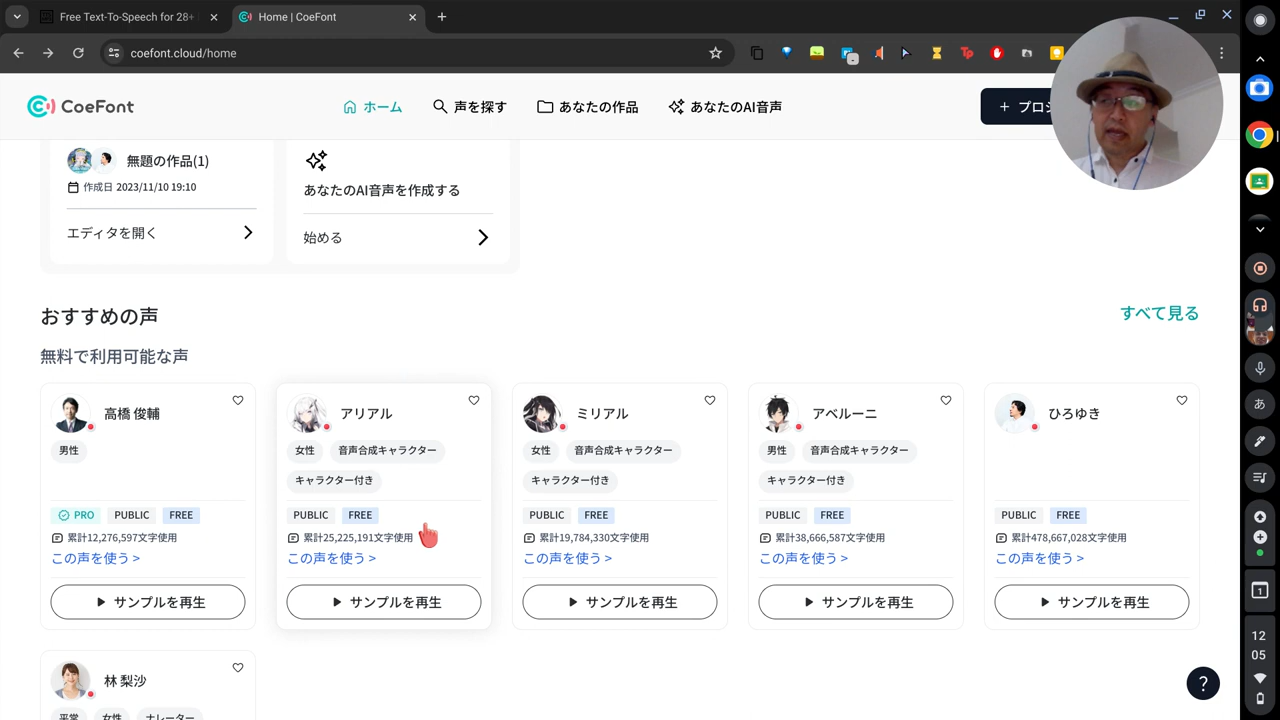 Free Text-To-Speech for 28+
Home | CoeFont
coefont.cloud/home
CoeFont
ホーム
声を探す
あなたの作品
あなたのAI音声
+ プロジ
無題の作品(1)
作成日 2023/11/10 19:10
エディタを開く
あなたのAI音声を作成する
始める
おすすめの声
すべて見る
無料で利用可能な声
高橋 俊輔
男性
PRO PUBLIC FREE
累計12,276,597文字使用
この声を使う >
サンプルを再生
アリアル
女性 音声合成キャラクター
キャラクター付き
PUBLIC FREE
累計25,225,191文字使用
この声を使う >
サンプルを再生
ミリアル
女性 音声合成キャラクター
キャラクター付き
PUBLIC FREE
累計19,784,330文字使用
この声を使う >
サンプルを再生
アベルーニ
男性 音声合成キャラクター
キャラクター付き
PUBLIC FREE
累計38,666,587文字使用
この声を使う >
サンプルを再生
ひろゆき
PUBLIC FREE
累計478,667,028文字使用
この声を使う >
サンプルを再生
林 梨沙
平常 女性 ナレーター
?
あ
1
12
05